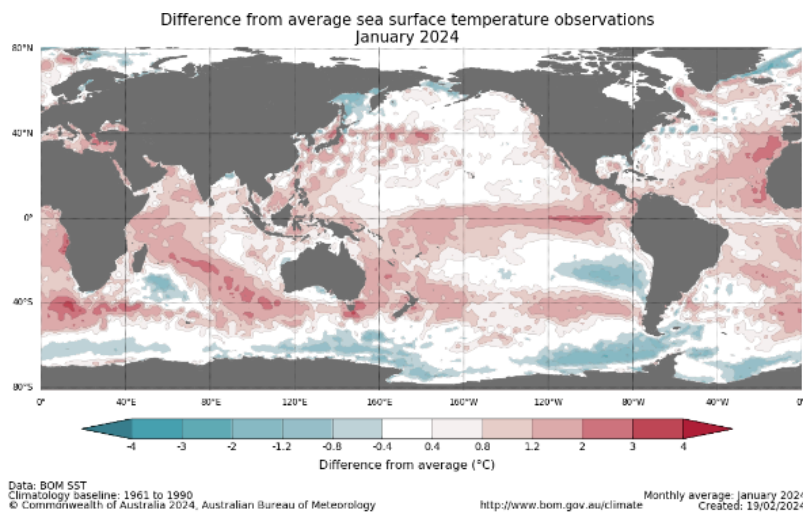 Difference from average sea surface temperature observations
January 2024
80°N
40°N
0°
40°S
80°S
0° 40°E 80°E 120°E 160°E 160°W 120°W 80°W 40°W 0°
-4 -3 -2 -1.2 -0.8 -0.4 0.4 0.8 1.2 2 3 4
Difference from average (°C)
Data: BOM SST
Climatology baseline: 1961 to 1990
© Commonwealth of Australia 2024, Australian Bureau of Meteorology
http://www.bom.gov.au/climate
Monthly average: January 2024
Created: 19/02/2024